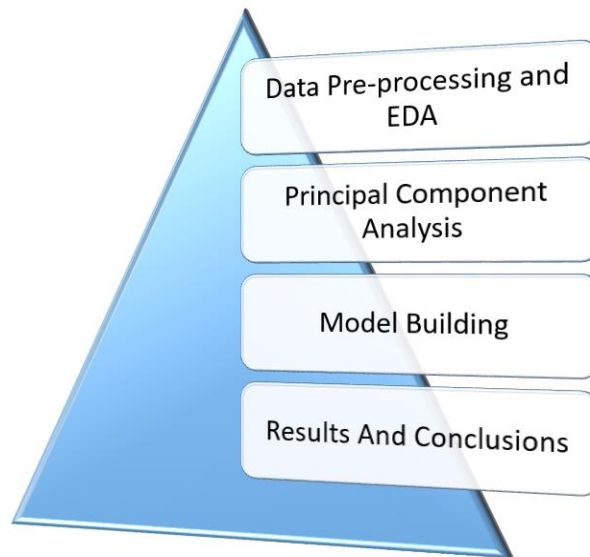 Data Pre-processing and
EDA
Principal Component
Analysis
Model Building
Results And Conclusions